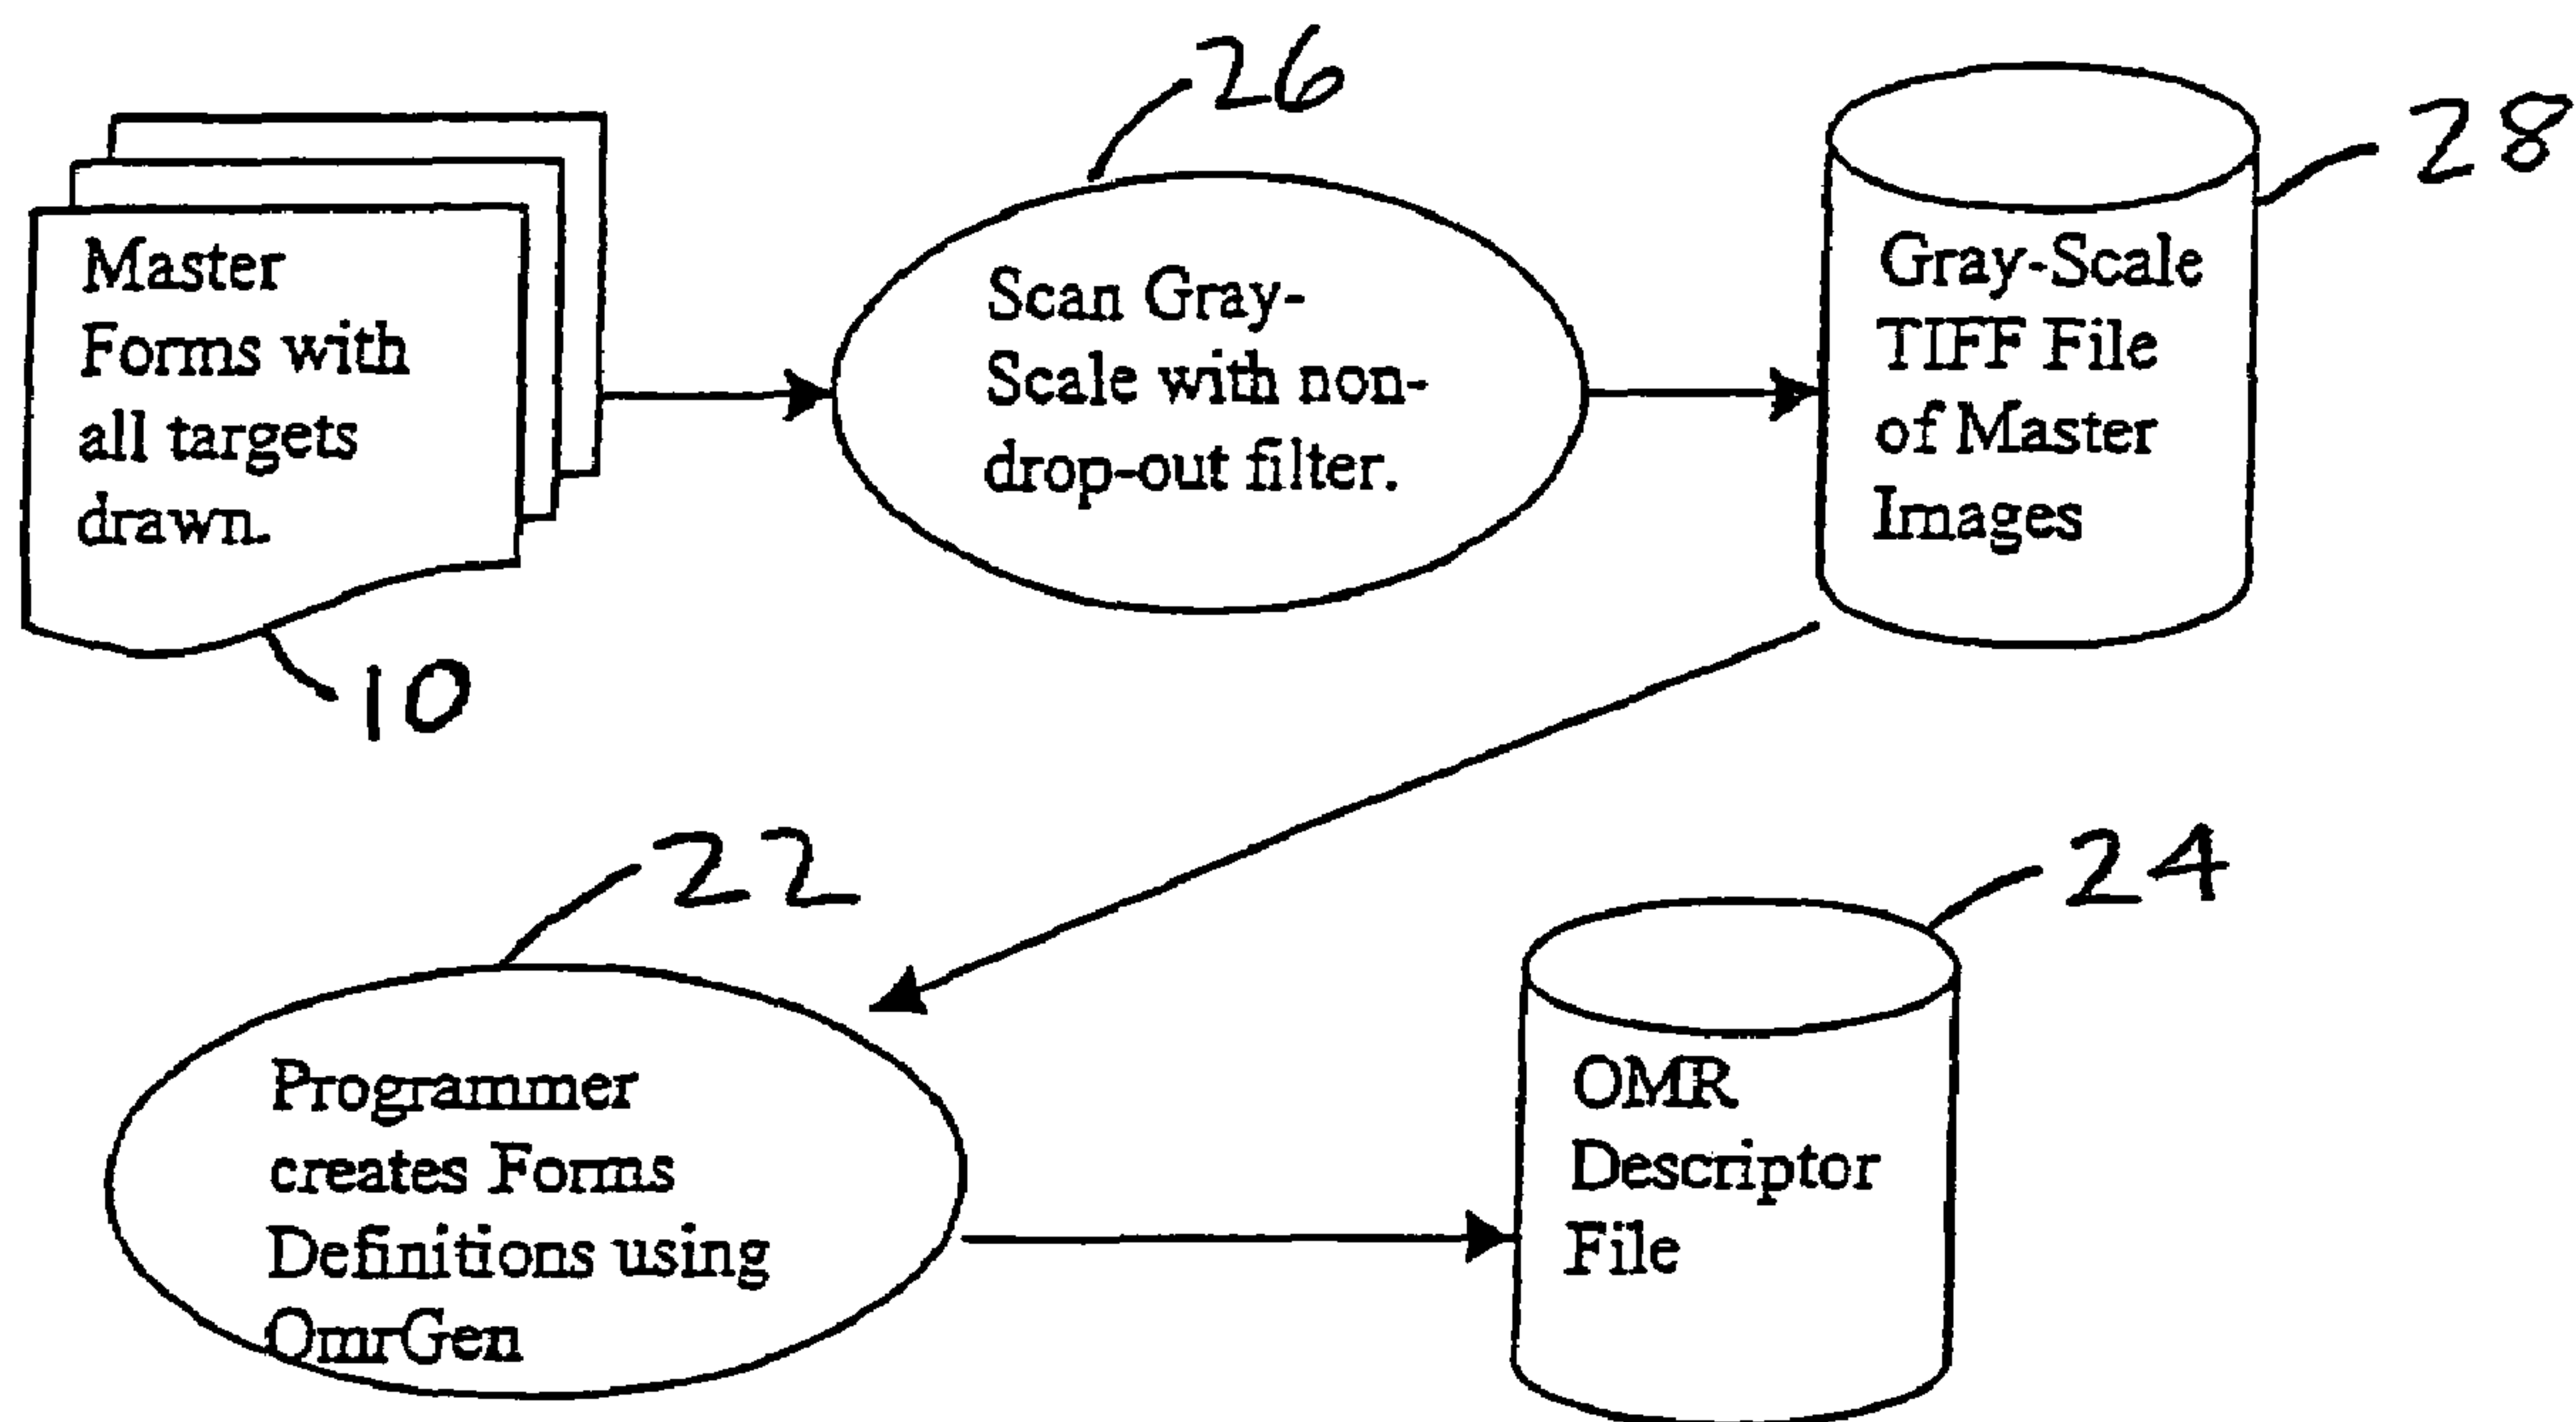 26
28
Master
Forms with
all targets
drawn.
10
Scan Gray-
Scale with non-
drop-out filter.
Gray-Scale
TIFF File
of Master
Images
22
24
Programmer
creates Forms
Definitions using
OmrGen
OMR
Descriptor
File